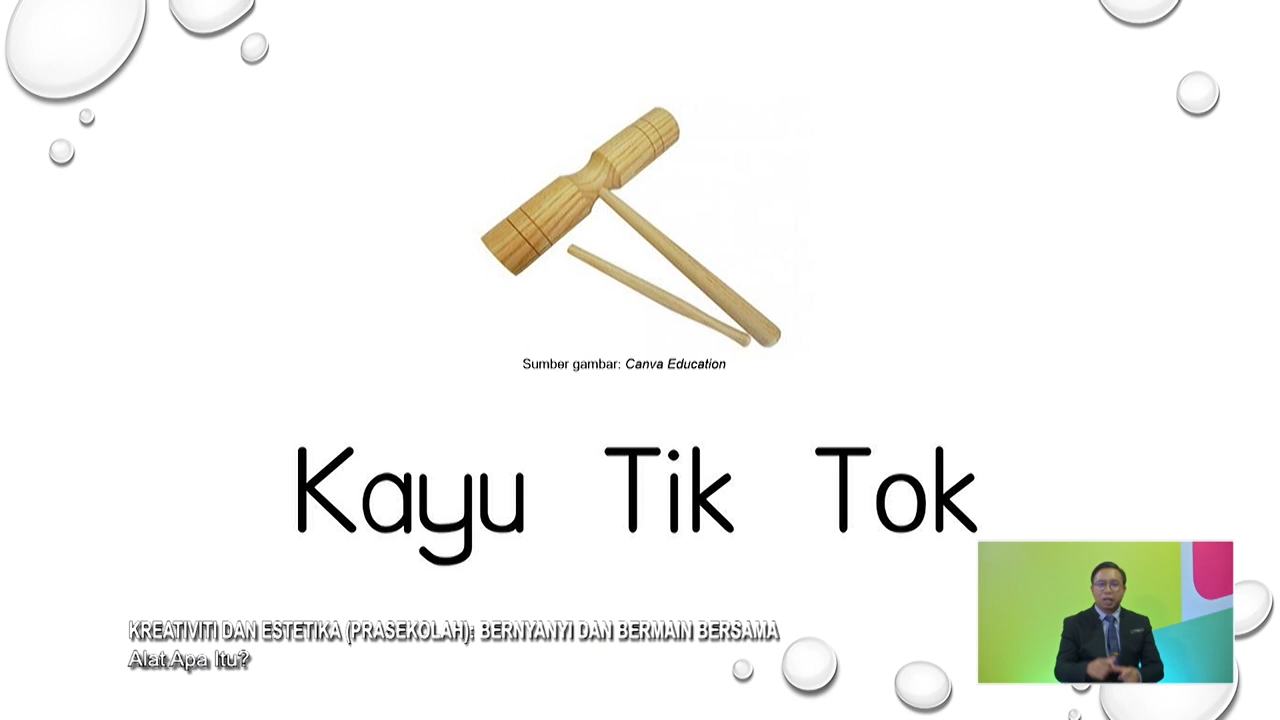 Sumber gambar: Canva Education
Kayu Tik Tok
KREATIVITI DAN ESTETIKA (PRASEKOLAH): BERNYANYI DAN BERMAIN BERSAMA
Alat Apa Itu?